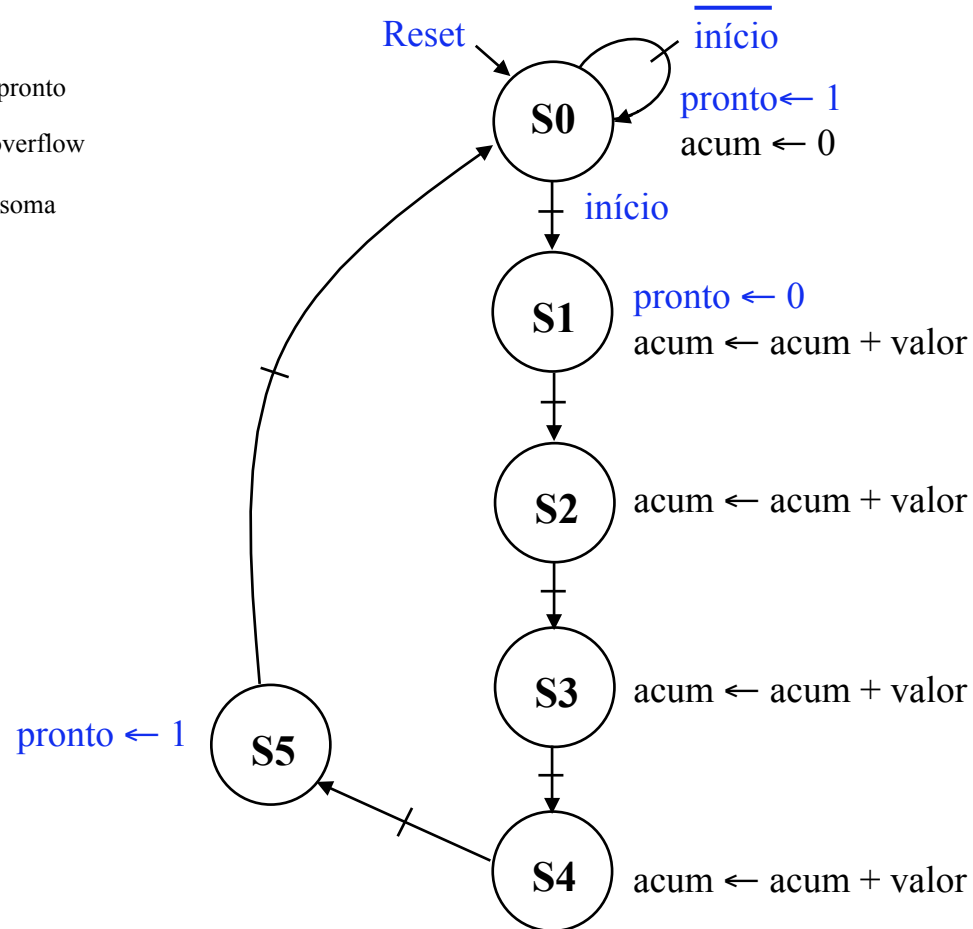 Reset
início
pronto
overflow
soma
S0
pronto← 1
acum ← 0
início
S1
pronto ← 0
acum ← acum + valor
S2
acum ← acum + valor
S3
acum ← acum + valor
pronto ← 1
S5
S4
acum ← acum + valor